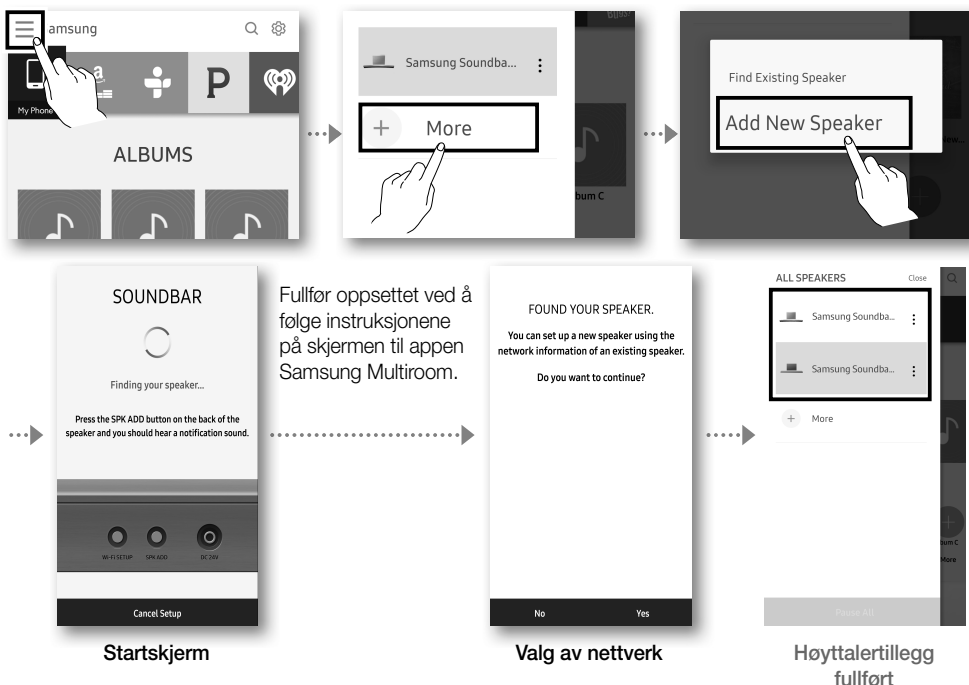 amsung
My Phone
a
P
ALBUMS
Samsung Soundba...
+ More
bum C
Find Existing Speaker
Add New Speaker
SOUNDBAR
Finding your speaker...
Press the SPK ADD button on the back of the
speaker and you should hear a notification sound.
WI-FI SETUP SPK ADD DC 24V
Cancel Setup
Startskjerm
Fullfør oppsettet ved å
følge instruksjonene
på skjermen til appen
Samsung Multiroom.
FOUND YOUR SPEAKER.
You can set up a new speaker using the
network information of an existing speaker.
Do you want to continue?
No Yes
Valg av nettverk
ALL SPEAKERS Close
Samsung Soundba...
Samsung Soundba...
+ More
bum C
More
Pause All
Høyttalertillegg
fullført